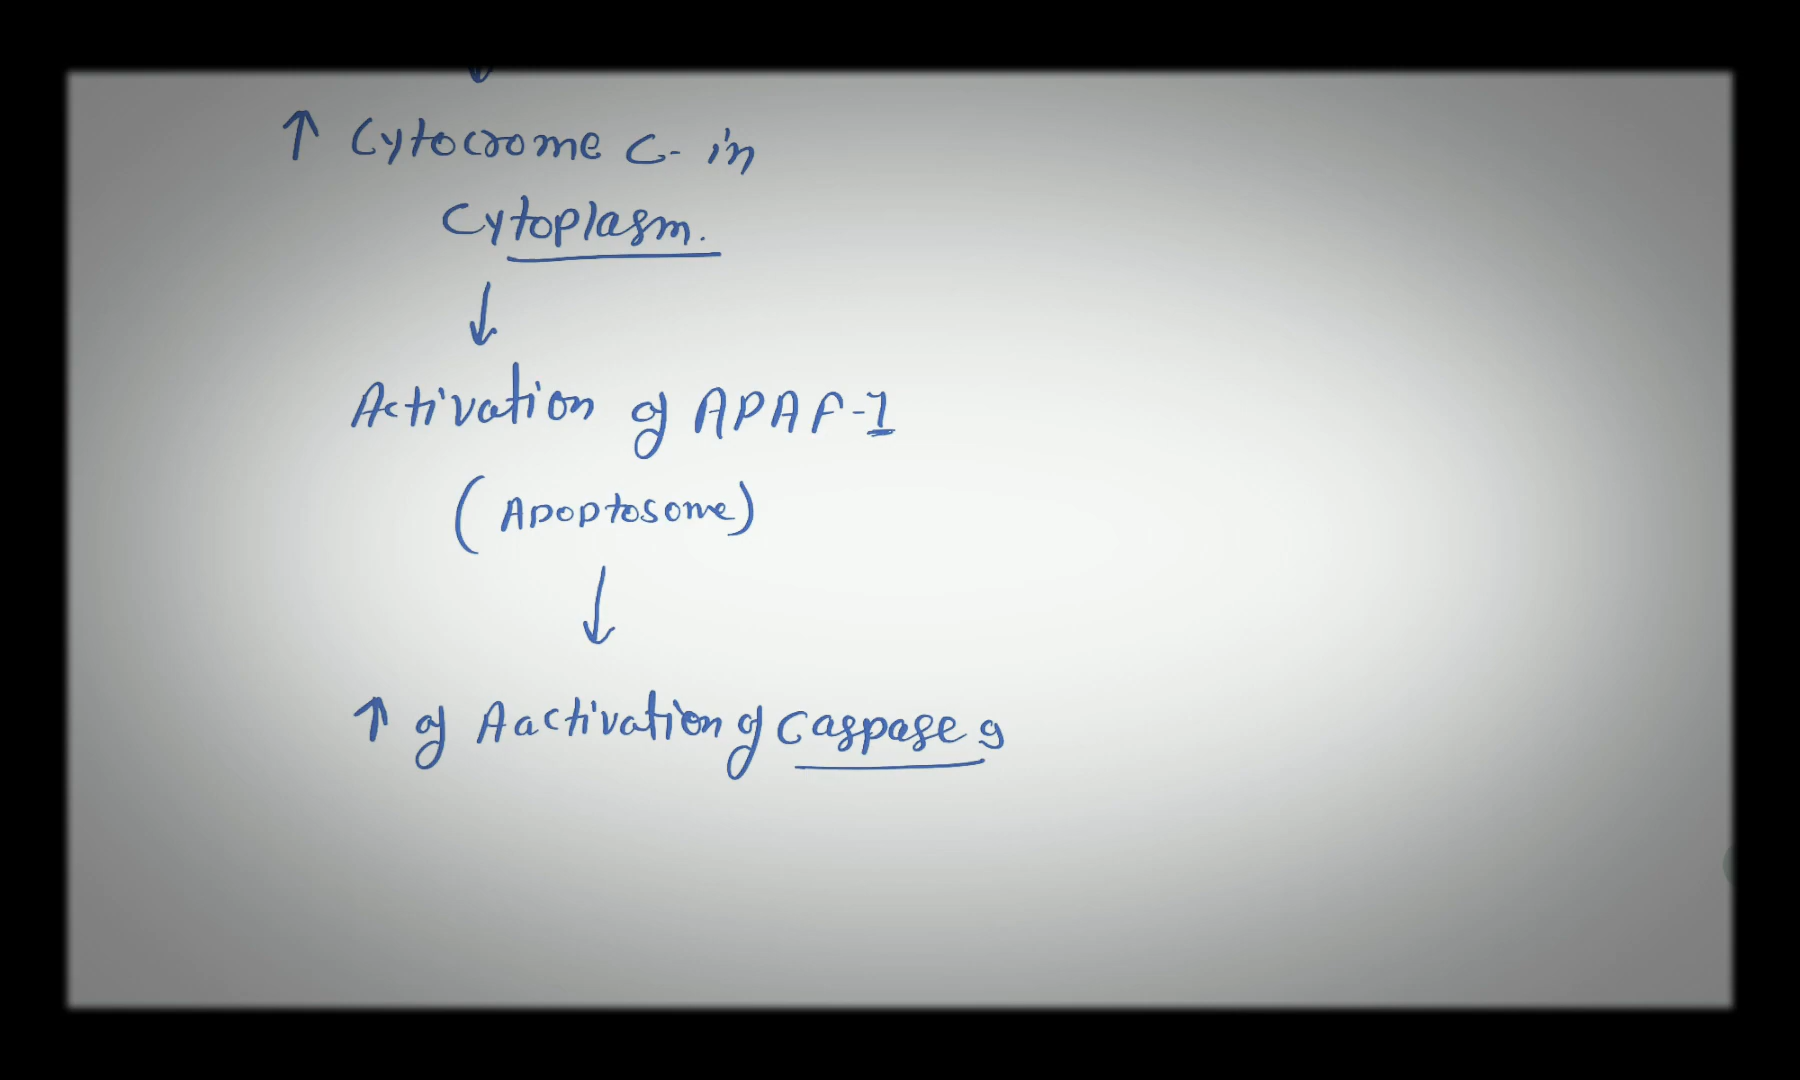 ↑ Cytocrome C- in
Cytoplasm.
↓
Activation of APAF-1
(Apoptosome)
↓
↑ of Aactivation of Caspase 9